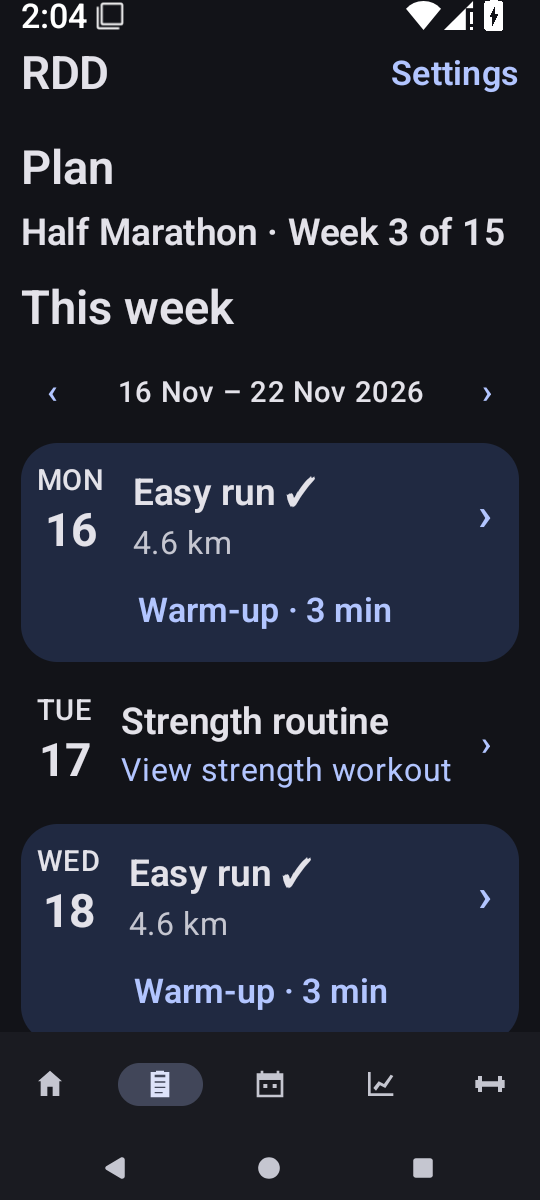 2:04
RDD
Settings
Plan
Half Marathon · Week 3 of 15
This week
‹ 16 Nov – 22 Nov 2026 ›
MON
16
Easy run ✓
4.6 km
›
Warm-up · 3 min
TUE
17
Strength routine
View strength workout
›
WED
18
Easy run ✓
4.6 km
›
Warm-up · 3 min